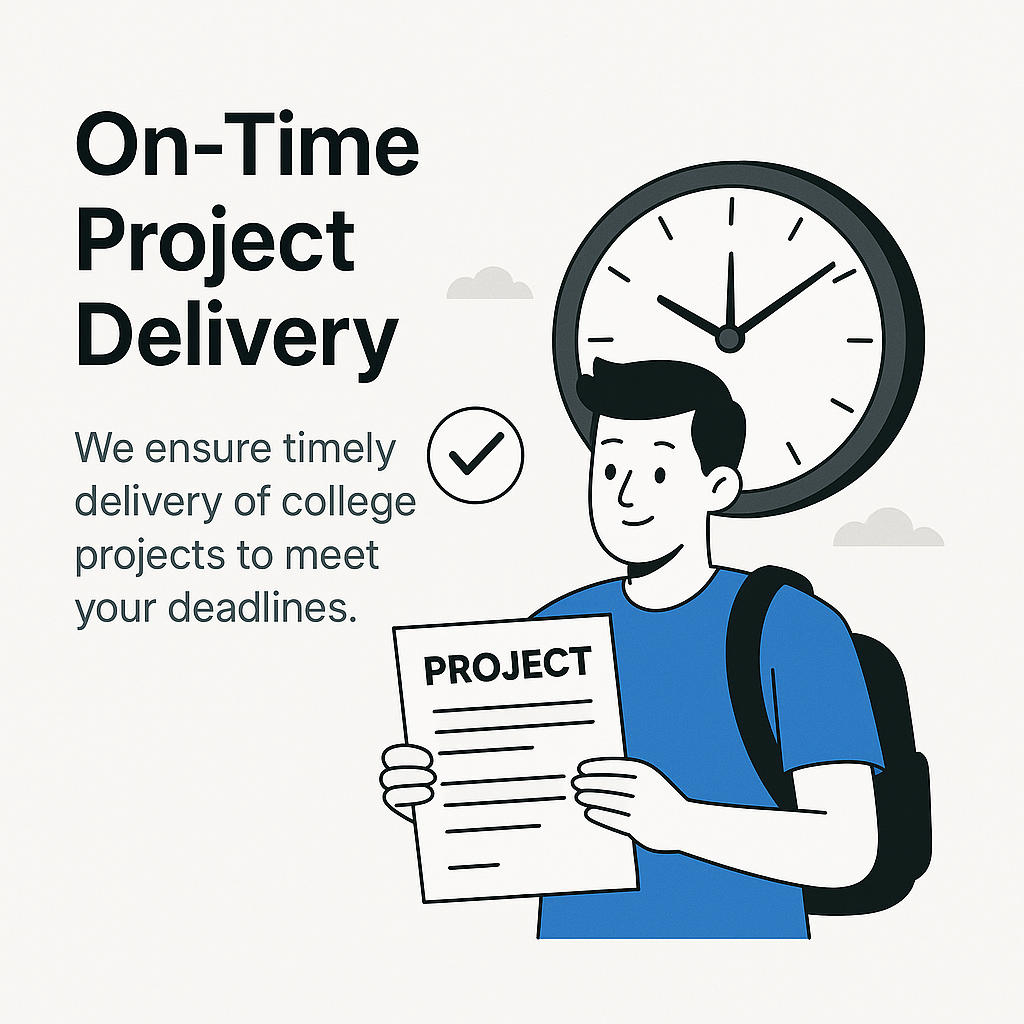 On-Time
Project
Delivery
We ensure timely
delivery of college
projects to meet
your deadlines.
PROJECT